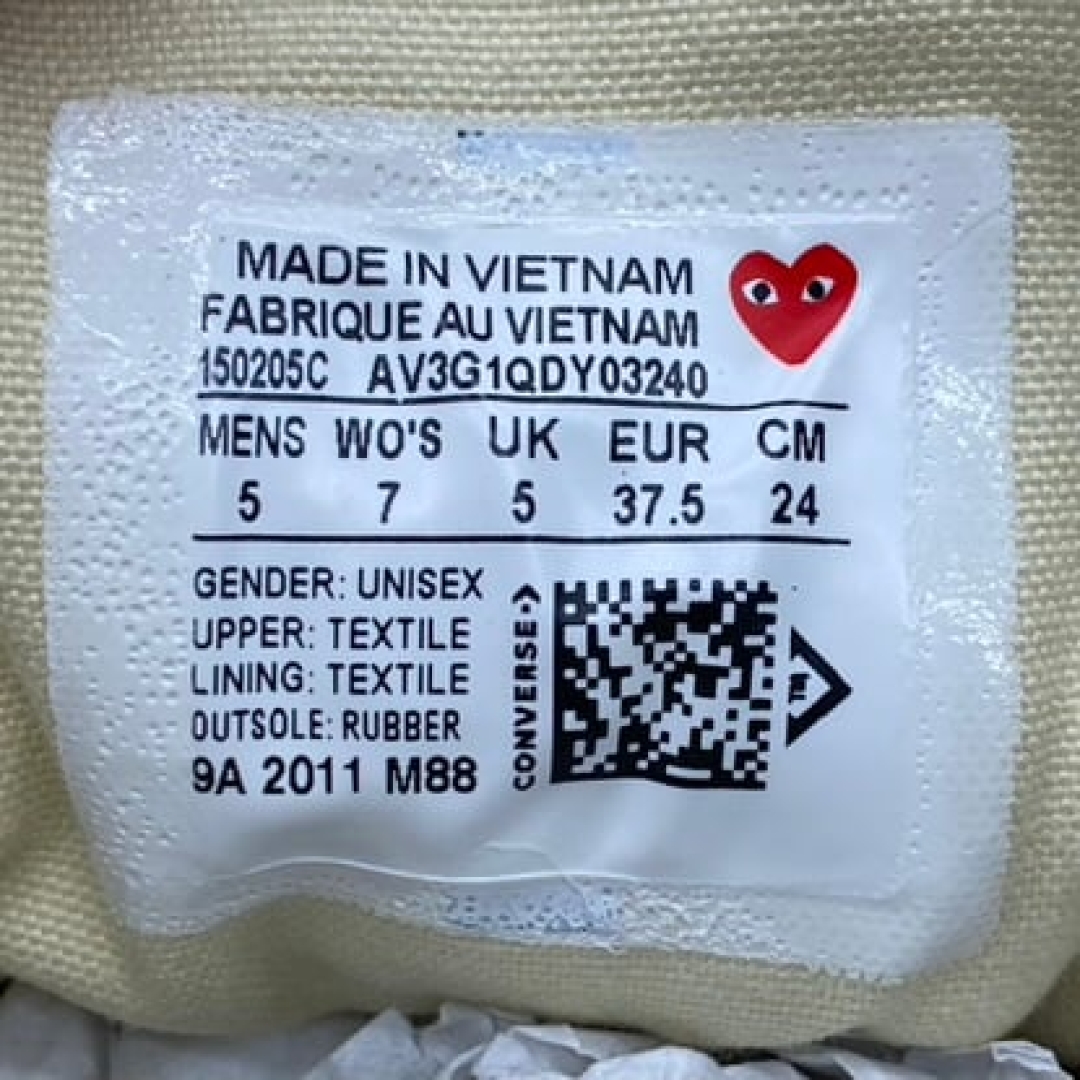 MADE IN VIETNAM
FABRIQUE AU VIETNAM
150205C AV3G1QDY03240
MENS WO'S UK EUR CM
5 7 5 37.5 24
GENDER: UNISEX
UPPER: TEXTILE
LINING: TEXTILE
OUTSOLE: RUBBER
9A 2011 M88
CONVERSE
TM